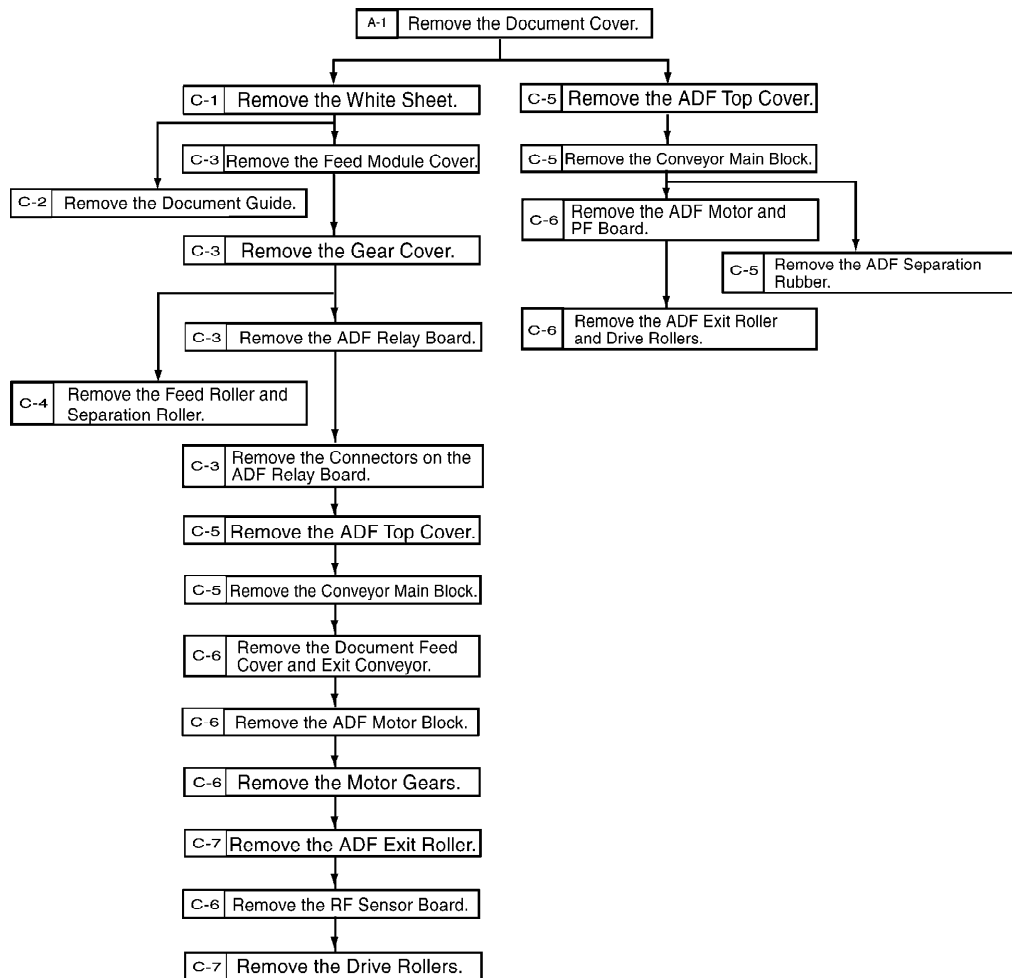 A-1 Remove the Document Cover.
C-1 Remove the White Sheet.
C-3 Remove the Feed Module Cover.
C-2 Remove the Document Guide.
C-3 Remove the Gear Cover.
C-3 Remove the ADF Relay Board.
C-4 Remove the Feed Roller and
Separation Roller.
C-3 Remove the Connectors on the
ADF Relay Board.
C-5 Remove the ADF Top Cover.
C-5 Remove the Conveyor Main Block.
C-6 Remove the Document Feed
Cover and Exit Conveyor.
C-6 Remove the ADF Motor Block.
C-6 Remove the Motor Gears.
C-7 Remove the ADF Exit Roller.
C-6 Remove the RF Sensor Board.
C-7 Remove the Drive Rollers.
C-5 Remove the ADF Top Cover.
C-5 Remove the Conveyor Main Block.
C-6 Remove the ADF Motor and
PF Board.
C-5 Remove the ADF Separation
Rubber.
C-6 Remove the ADF Exit Roller
and Drive Rollers.